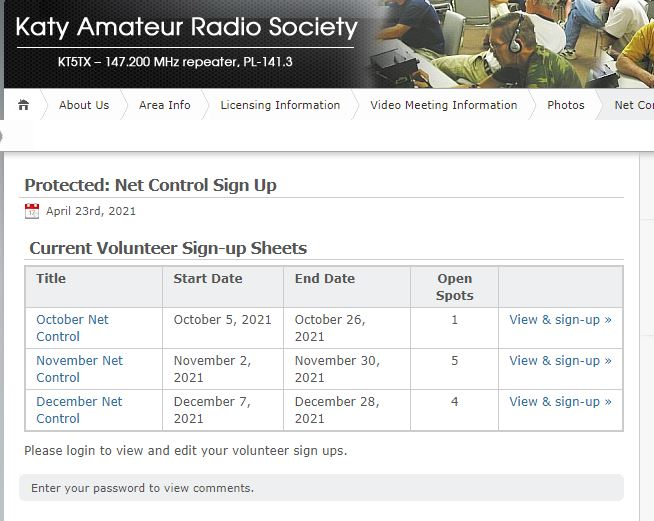 Katy Amateur Radio Society
KT5TX – 147.200 MHz repeater, PL-141.3
About Us
Area Info
Licensing Information
Video Meeting Information
Photos
Net
Protected: Net Control Sign Up
April 23rd, 2021
Current Volunteer Sign-up Sheets
Title Start Date End Date Open
Spots
October Net October 5, 2021 October 26, 1 View & sign-up »
Control 2021
November Net November 2, November 30, 5 View & sign-up »
Control 2021 2021
December Net December 7, December 28, 4 View & sign-up »
Control 2021 2021
Please login to view and edit your volunteer sign ups.
Enter your password to view comments.